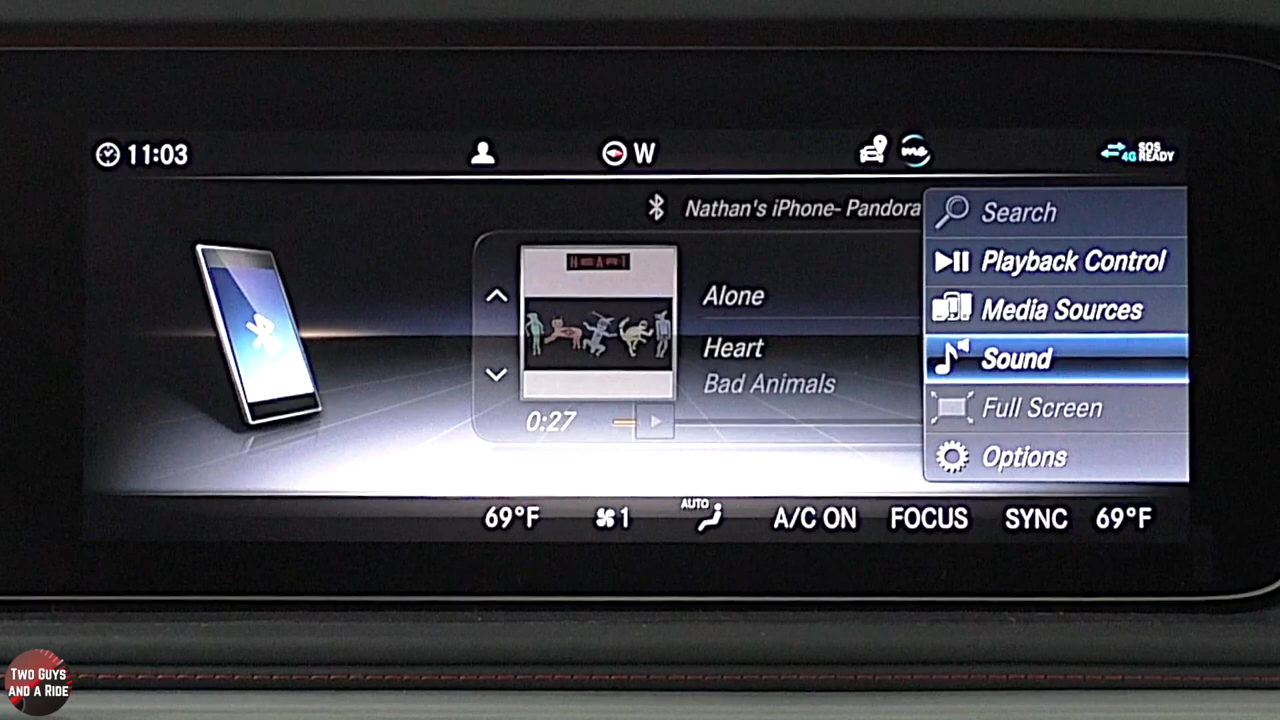 11:03
W
me
4G
SOS
READY
Nathan's iPhone- Pandora
Search
Playback Control
Media Sources
Sound
Full Screen
Options
H E A R T
Alone
Heart
Bad Animals
0:27
69°F
1
AUTO
A/C ON
FOCUS
SYNC
69°F
TWO GUYS
AND A RIDE